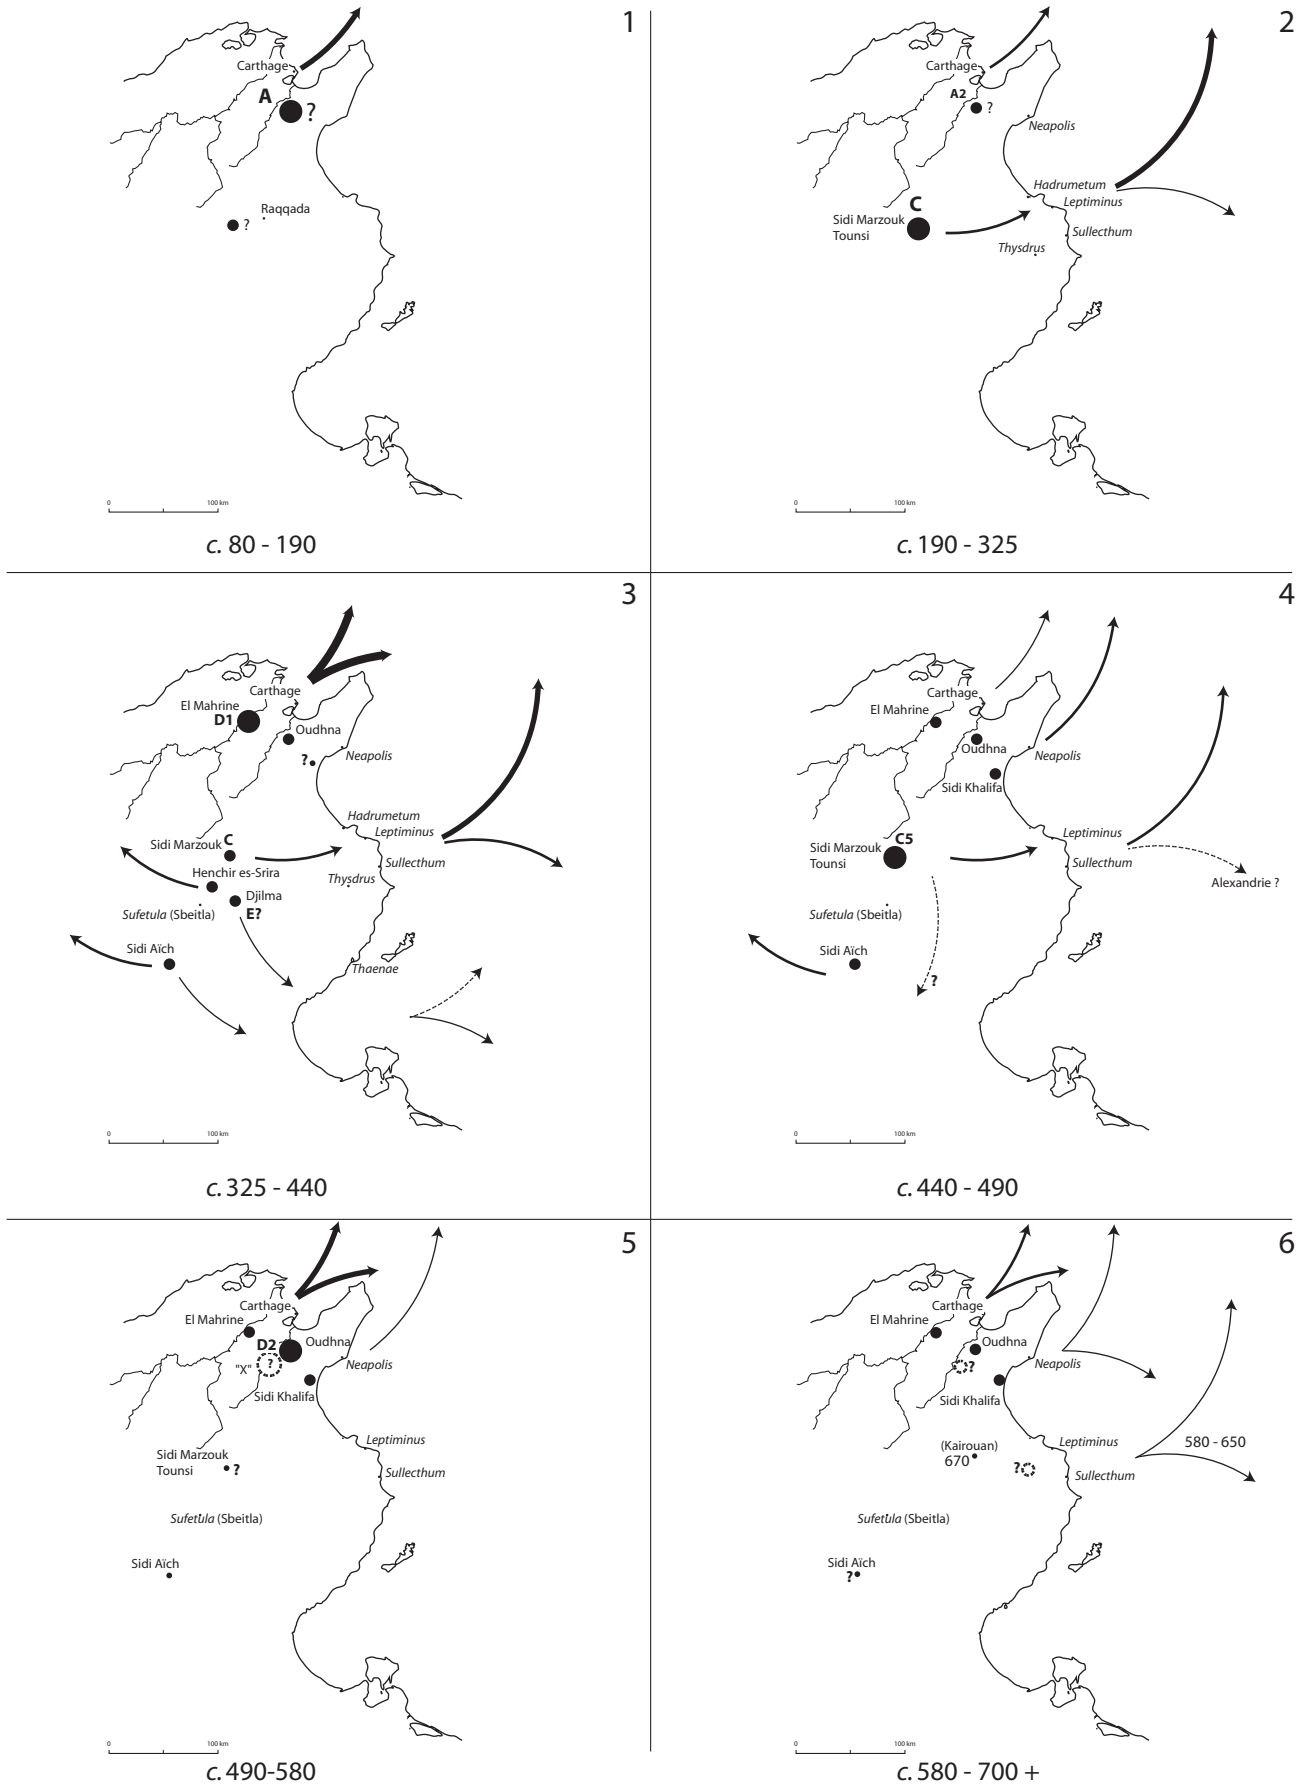 1
Carthage
A
?
?
Raqqada
0
100 km
c. 80 - 190
2
Carthage
A2
?
Neapolis
Hadrumetum
Leptiminus
C
Sidi Marzouk
Tounsi
Sullecthum
Thysdrus
0
100 km
c. 190 - 325
3
Carthage
El Mahrine
D1
Oudhna
?
Neapolis
Hadrumetum
Leptiminus
Sidi Marzouk
C
Sullecthum
Henchir es-Srira
Thysdrus
Djilma
E?
Sufetula (Sbeitla)
Sidi Aïch
Thaenae
0
100 km
c. 325 - 440
4
Carthage
El Mahrine
Oudhna
Neapolis
Sidi Khalifa
Leptiminus
C5
Sidi Marzouk
Tounsi
Sullecthum
Alexandrie ?
Sufetula (Sbeitla)
Sidi Aïch
?
0
100 km
c. 440 - 490
5
Carthage
El Mahrine
D2
Oudhna
"X"
?
Neapolis
Sidi Khalifa
Leptiminus
Sidi Marzouk
Tounsi
?
Sullecthum
Sufetula (Sbeitla)
Sidi Aïch
0
100 km
c. 490-580
6
Carthage
El Mahrine
Oudhna
?
Neapolis
Sidi Khalifa
(Kairouan)
670
Leptiminus
580 - 650
?
Sullecthum
Sufetula (Sbeitla)
Sidi Aïch
?
0
100 km
c. 580 - 700 +